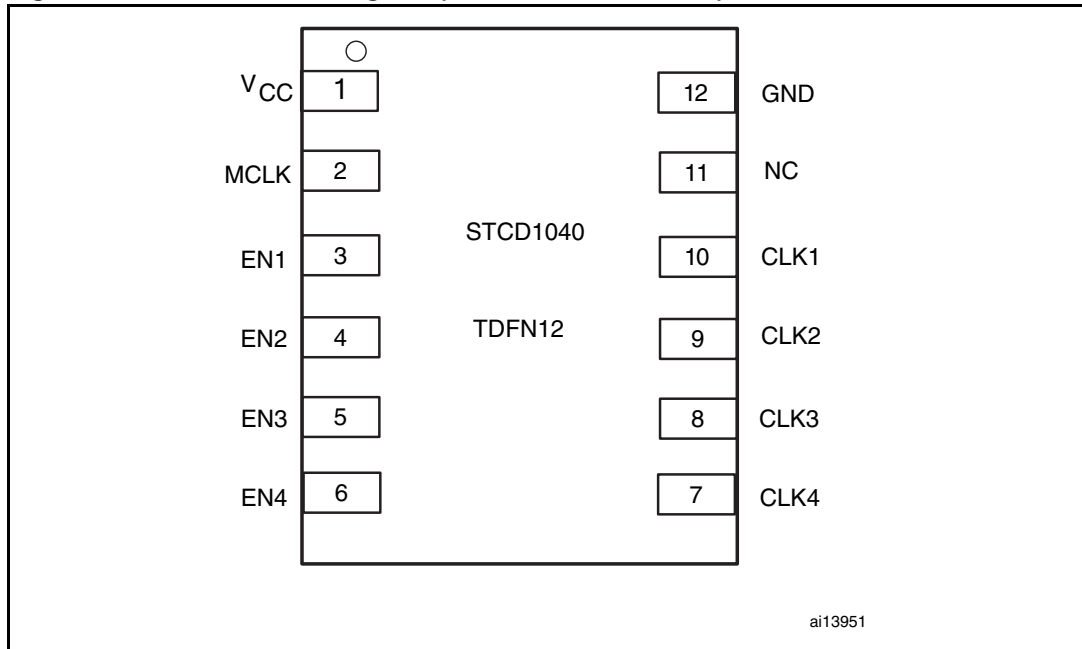 VCC 1 12 GND
MCLK 2 11 NC
STCD1040
EN1 3 10 CLK1
TDFN12
EN2 4 9 CLK2
EN3 5 8 CLK3
EN4 6 7 CLK4
ai13951